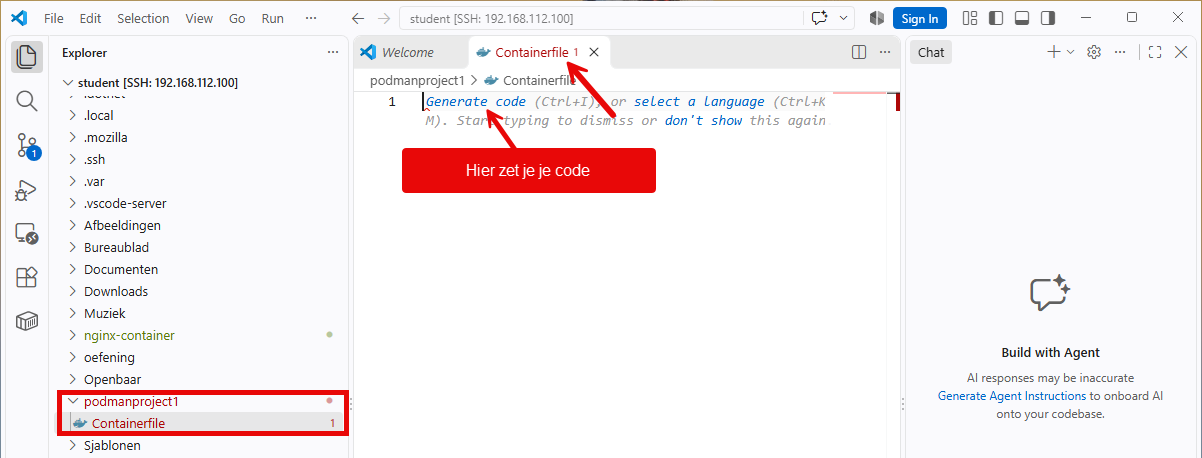 File Edit Selection View Go Run ···
student [SSH: 192.168.112.100]
Sign In
Explorer
student [SSH: 192.168.112.100]
.local
.mozilla
.ssh
.var
.vscode-server
Afbeeldingen
Bureaublad
Documenten
Downloads
Muziek
nginx-container
oefening
Openbaar
podmanproject1
Containerfile 1
Sjablonen
1
Welcome
Containerfile 1
podmanproject1 > Containerfile
1
Generate code (Ctrl+I), or select a language (Ctrl+K
M). Start typing to dismiss or don't show this again
Hier zet je je code
Chat
Build with Agent
AI responses may be inaccurate
Generate Agent Instructions to onboard AI
onto your codebase.